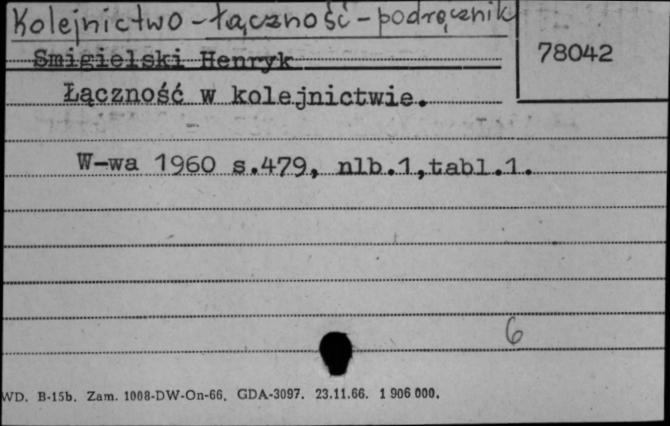 Kolejnictwo - łączność - podręcznik
78042
Smigielski Henryk
Łączność w kolejnictwie.
W-wa 1960 s.479, nlb.1,tabl.1.
6
WD. B-15b. Zam. 1008-DW-On-66. GDA-3097. 23.11.66. 1 906 000.